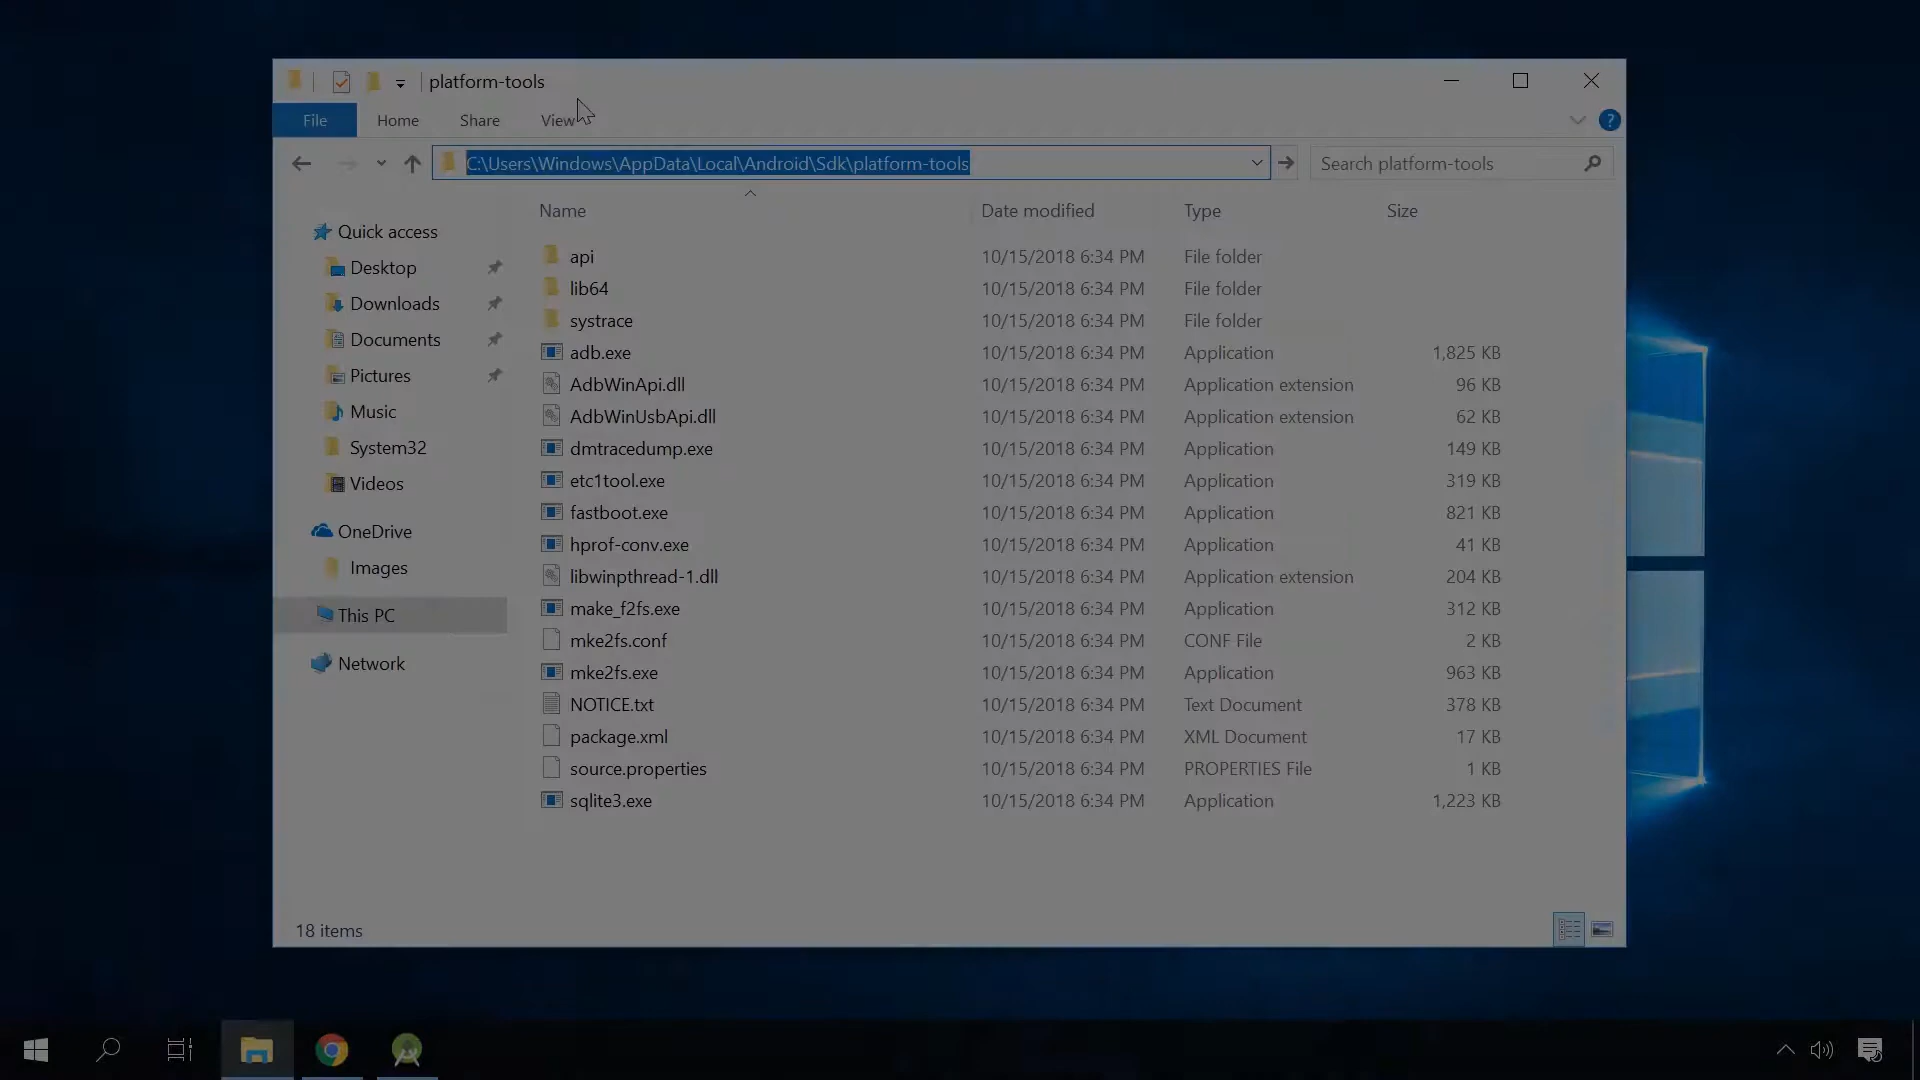 platform-tools
File Home Share View
C:\Users\Windows\AppData\Local\Android\Sdk\platform-tools
Search platform-tools
Name Date modified Type Size
Quick access
Desktop
Downloads
Documents
Pictures
Music
System32
Videos
OneDrive
Images
This PC
Network
api 10/15/2018 6:34 PM File folder
lib64 10/15/2018 6:34 PM File folder
systrace 10/15/2018 6:34 PM File folder
adb.exe 10/15/2018 6:34 PM Application 1,825 KB
AdbWinApi.dll 10/15/2018 6:34 PM Application extension 96 KB
AdbWinUsbApi.dll 10/15/2018 6:34 PM Application extension 62 KB
dmtracedump.exe 10/15/2018 6:34 PM Application 149 KB
etc1tool.exe 10/15/2018 6:34 PM Application 319 KB
fastboot.exe 10/15/2018 6:34 PM Application 821 KB
hprof-conv.exe 10/15/2018 6:34 PM Application 41 KB
libwinpthread-1.dll 10/15/2018 6:34 PM Application extension 204 KB
make_f2fs.exe 10/15/2018 6:34 PM Application 312 KB
mke2fs.conf 10/15/2018 6:34 PM CONF File 2 KB
mke2fs.exe 10/15/2018 6:34 PM Application 963 KB
NOTICE.txt 10/15/2018 6:34 PM Text Document 378 KB
package.xml 10/15/2018 6:34 PM XML Document 17 KB
source.properties 10/15/2018 6:34 PM PROPERTIES File 1 KB
sqlite3.exe 10/15/2018 6:34 PM Application 1,223 KB
18 items